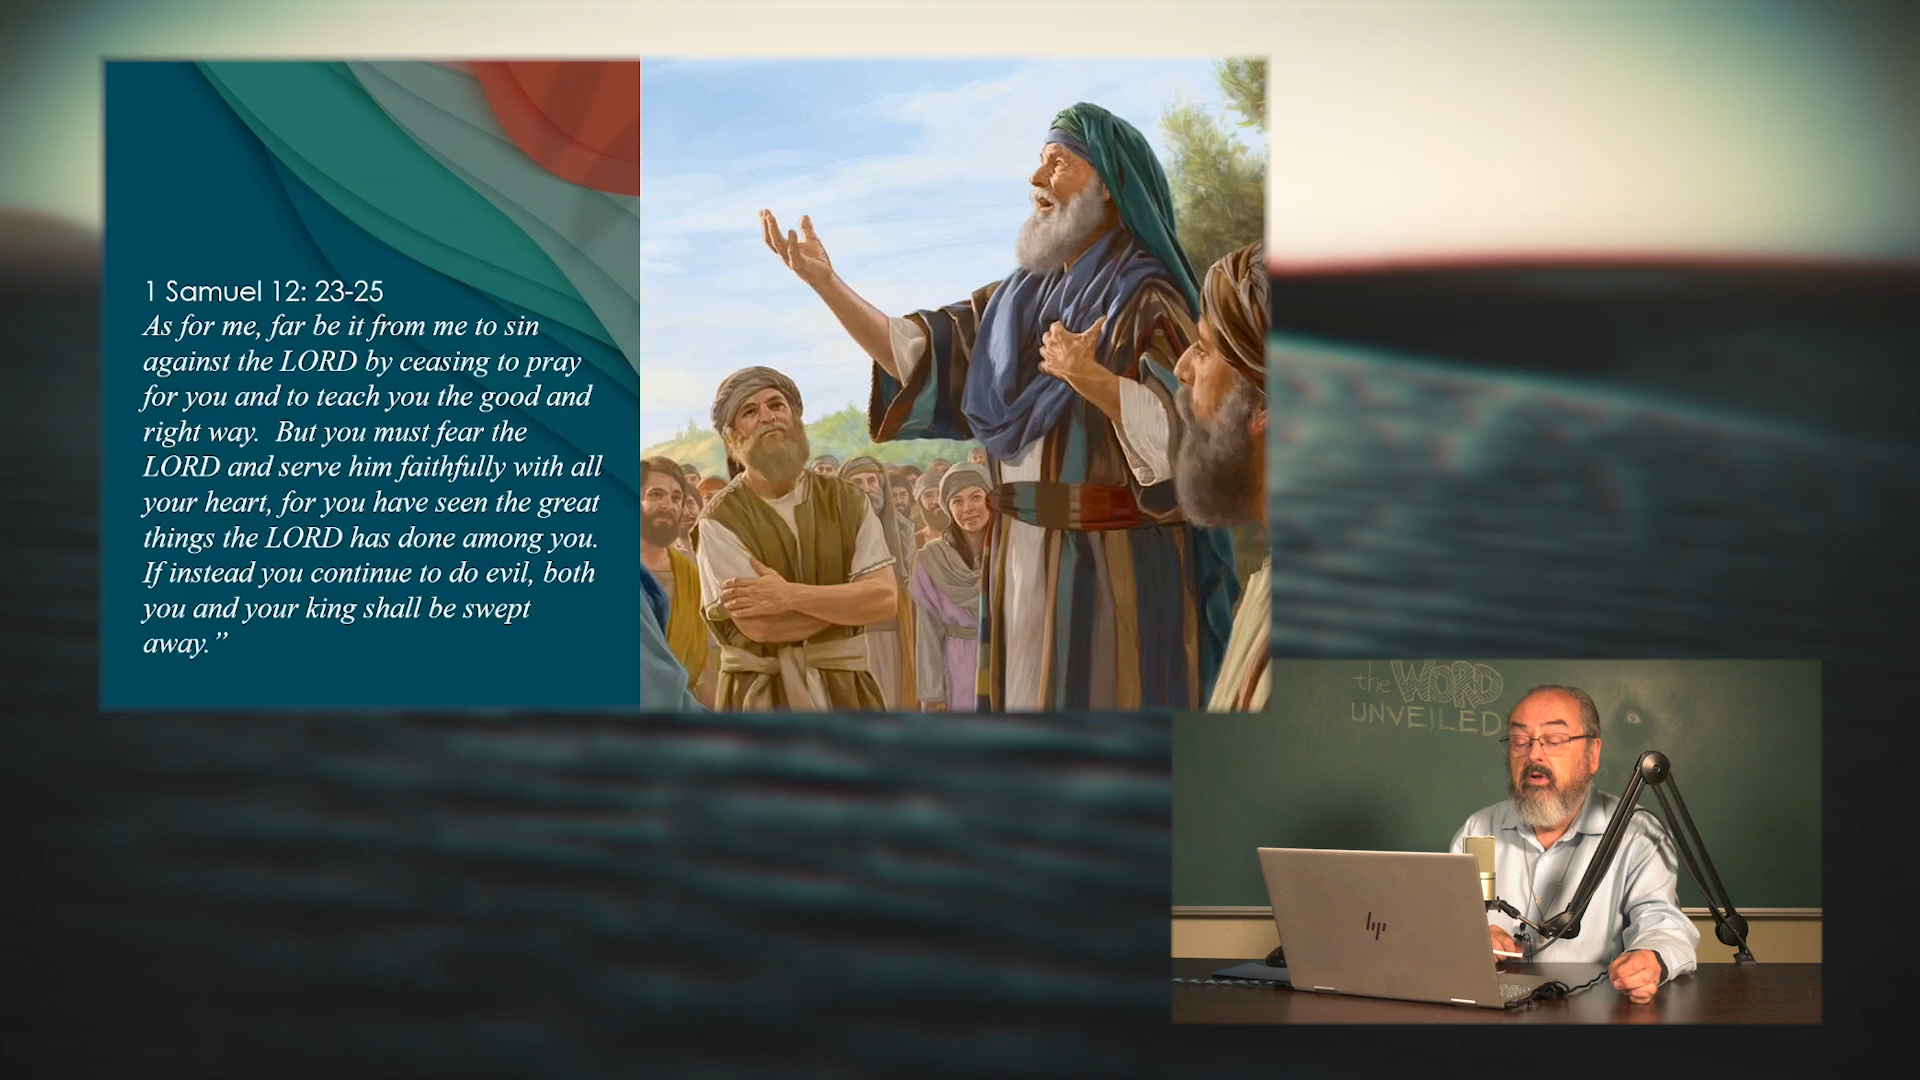 1 Samuel 12: 23-25
As for me, far be it from me to sin
against the LORD by ceasing to pray
for you and to teach you the good and
right way.  But you must fear the
LORD and serve him faithfully with all
your heart, for you have seen the great
things the LORD has done among you.
If instead you continue to do evil, both
you and your king shall be swept
away.”
the WORD
UNVEILED
hp